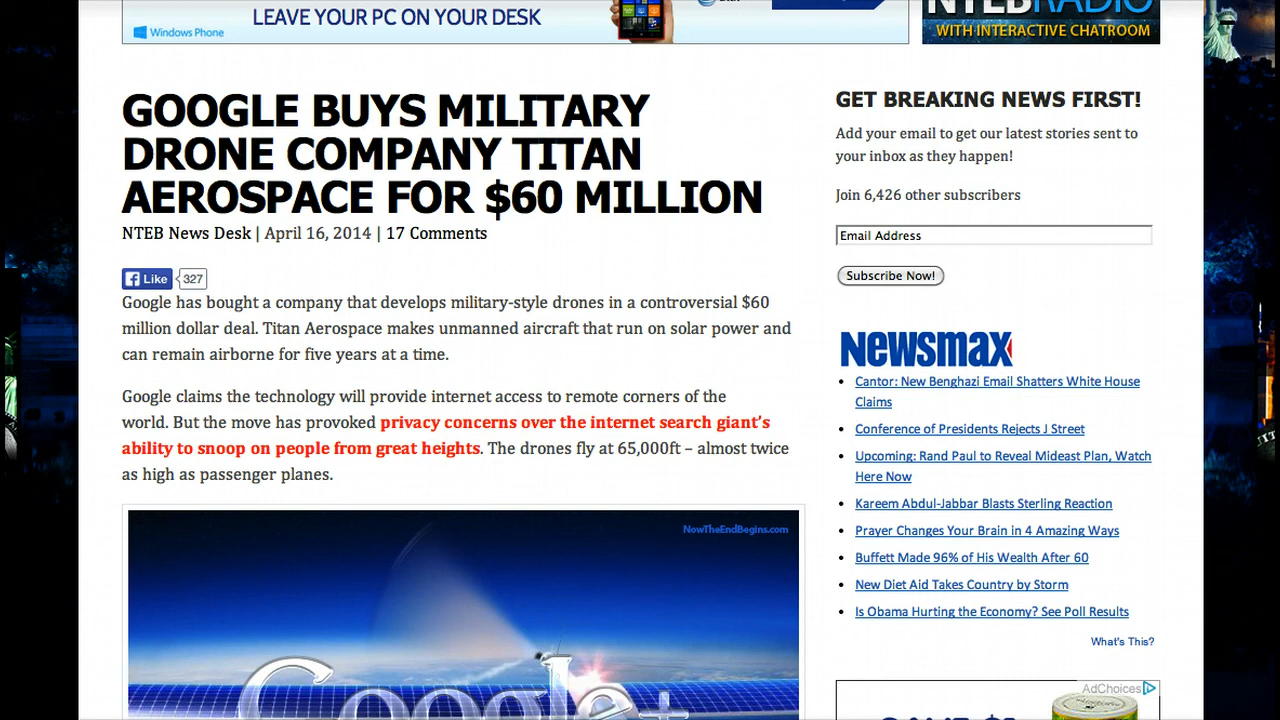 LEAVE YOUR PC ON YOUR DESK
Windows Phone
NTEBRADIO
WITH INTERACTIVE CHATROOM
GOOGLE BUYS MILITARY
DRONE COMPANY TITAN
AEROSPACE FOR $60 MILLION
NTEB News Desk | April 16, 2014 | 17 Comments
Like 327
Google has bought a company that develops military-style drones in a controversial $60
million dollar deal. Titan Aerospace makes unmanned aircraft that run on solar power and
can remain airborne for five years at a time.
Google claims the technology will provide internet access to remote corners of the
world. But the move has provoked privacy concerns over the internet search giant’s
ability to snoop on people from great heights. The drones fly at 65,000ft – almost twice
as high as passenger planes.
NowTheEndBegins.com
Google+
GET BREAKING NEWS FIRST!
Add your email to get our latest stories sent to
your inbox as they happen!
Join 6,426 other subscribers
Email Address
Subscribe Now!
Newsmax
Cantor: New Benghazi Email Shatters White House
Claims
Conference of Presidents Rejects J Street
Upcoming: Rand Paul to Reveal Mideast Plan, Watch
Here Now
Kareem Abdul-Jabbar Blasts Sterling Reaction
Prayer Changes Your Brain in 4 Amazing Ways
Buffett Made 96% of His Wealth After 60
New Diet Aid Takes Country by Storm
Is Obama Hurting the Economy? See Poll Results
What's This?
AdChoices